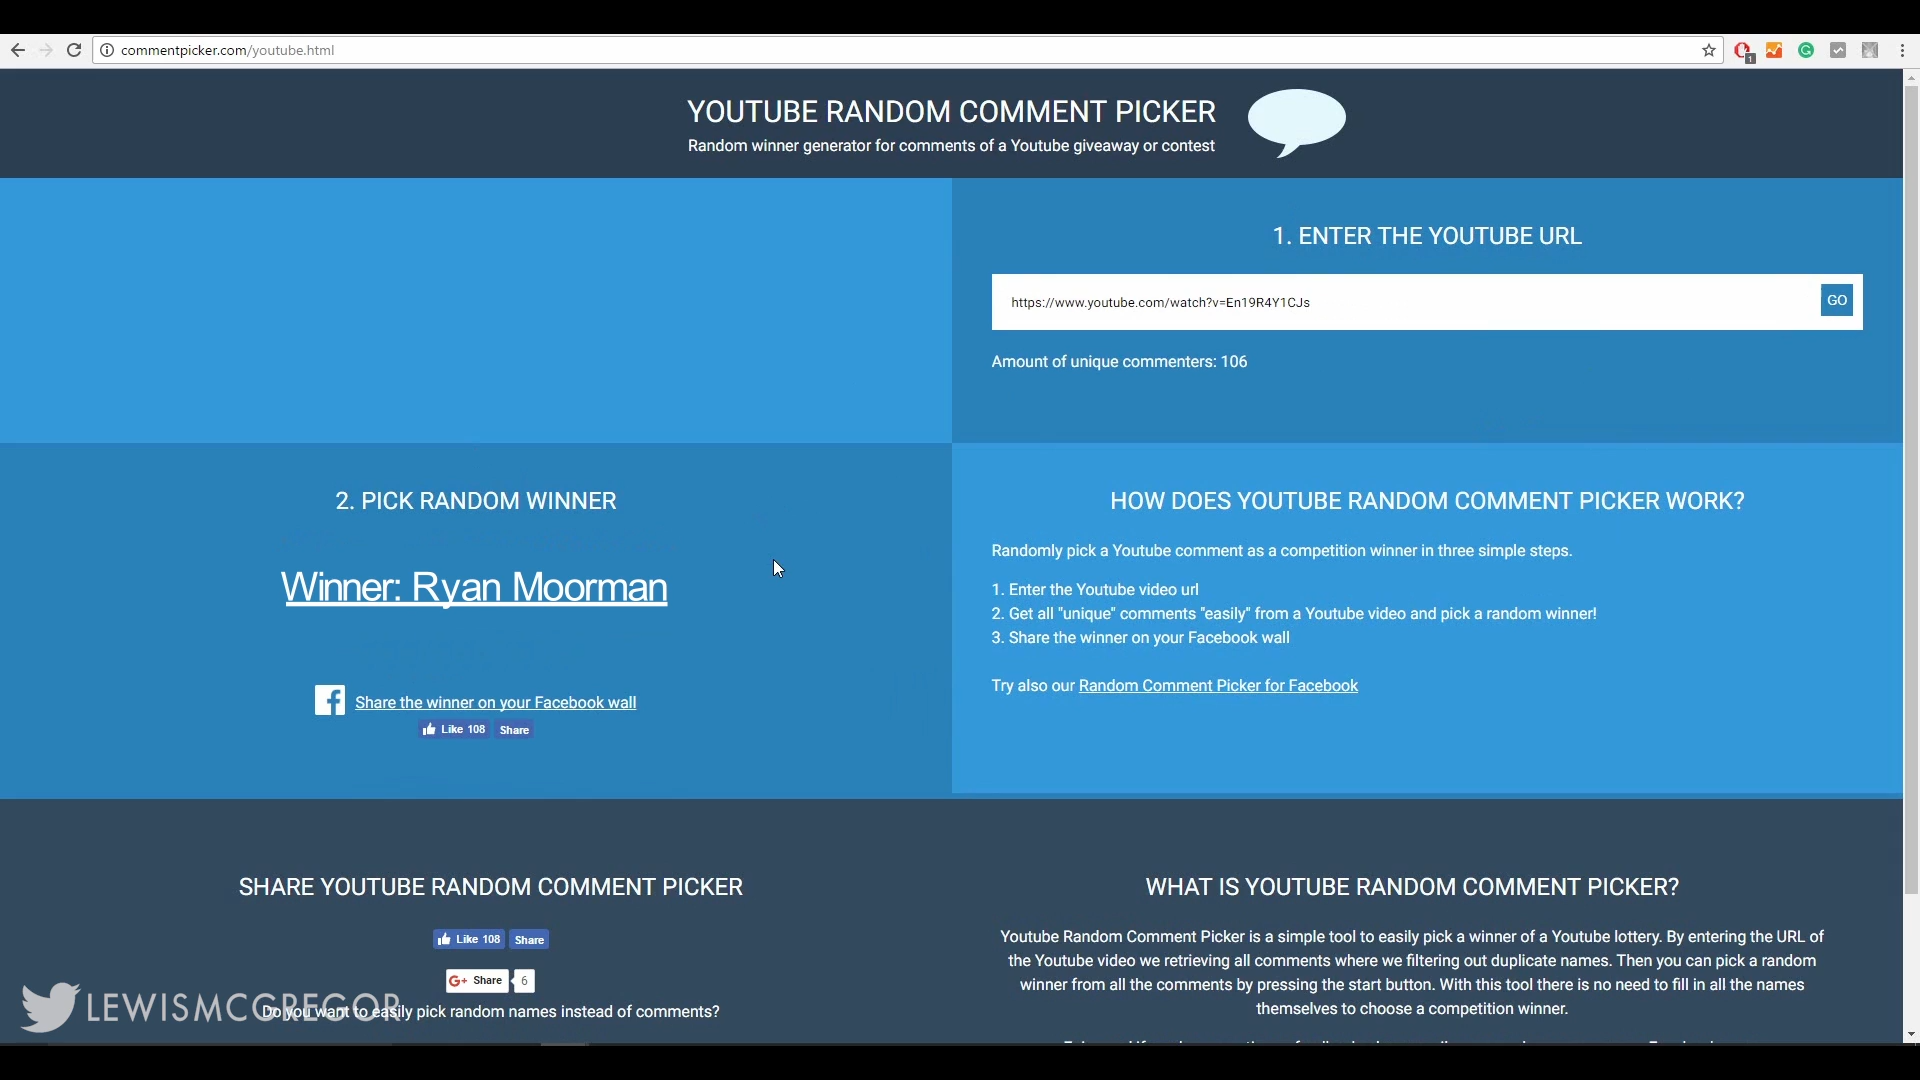 commentpicker.com/youtube.html
1
YOUTUBE RANDOM COMMENT PICKER
Random winner generator for comments of a Youtube giveaway or contest
1. ENTER THE YOUTUBE URL
https://www.youtube.com/watch?v=En19R4Y1CJs
GO
Amount of unique commenters: 106
2. PICK RANDOM WINNER
Winner: Ryan Moorman
Share the winner on your Facebook wall
Like 108 Share
HOW DOES YOUTUBE RANDOM COMMENT PICKER WORK?
Randomly pick a Youtube comment as a competition winner in three simple steps.
1. Enter the Youtube video url
2. Get all "unique" comments "easily" from a Youtube video and pick a random winner!
3. Share the winner on your Facebook wall
Try also our Random Comment Picker for Facebook
SHARE YOUTUBE RANDOM COMMENT PICKER
Like 108 Share
G+ Share 6
Do you want to easily pick random names instead of comments?
LEWISMCGREGOR
WHAT IS YOUTUBE RANDOM COMMENT PICKER?
Youtube Random Comment Picker is a simple tool to easily pick a winner of a Youtube lottery. By entering the URL of
the Youtube video we retrieving all comments where we filtering out duplicate names. Then you can pick a random
winner from all the comments by pressing the start button. With this tool there is no need to fill in all the names
themselves to choose a competition winner.